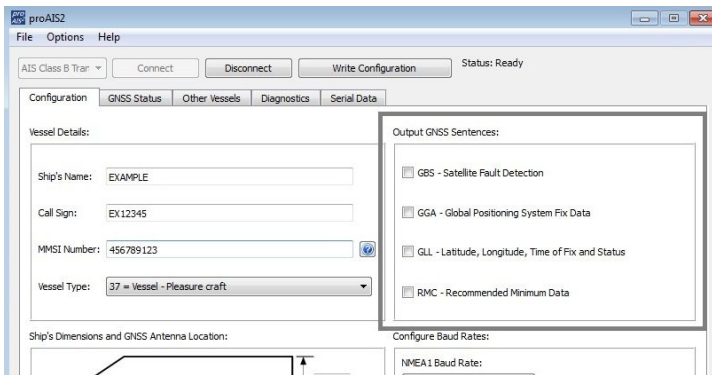 proAIS2
File Options Help
AIS Class B Tran Connect Disconnect Write Configuration Status: Ready
Configuration GNSS Status Other Vessels Diagnostics Serial Data
Vessel Details:
Ship's Name: EXAMPLE
Call Sign: EX12345
MMSI Number: 456789123
Vessel Type: 37 = Vessel - Pleasure craft
Output GNSS Sentences:
GBS - Satellite Fault Detection
GGA - Global Positioning System Fix Data
GLL - Latitude, Longitude, Time of Fix and Status
RMC - Recommended Minimum Data
Ship's Dimensions and GNSS Antenna Location:
Configure Baud Rates:
NMEA1 Baud Rate: